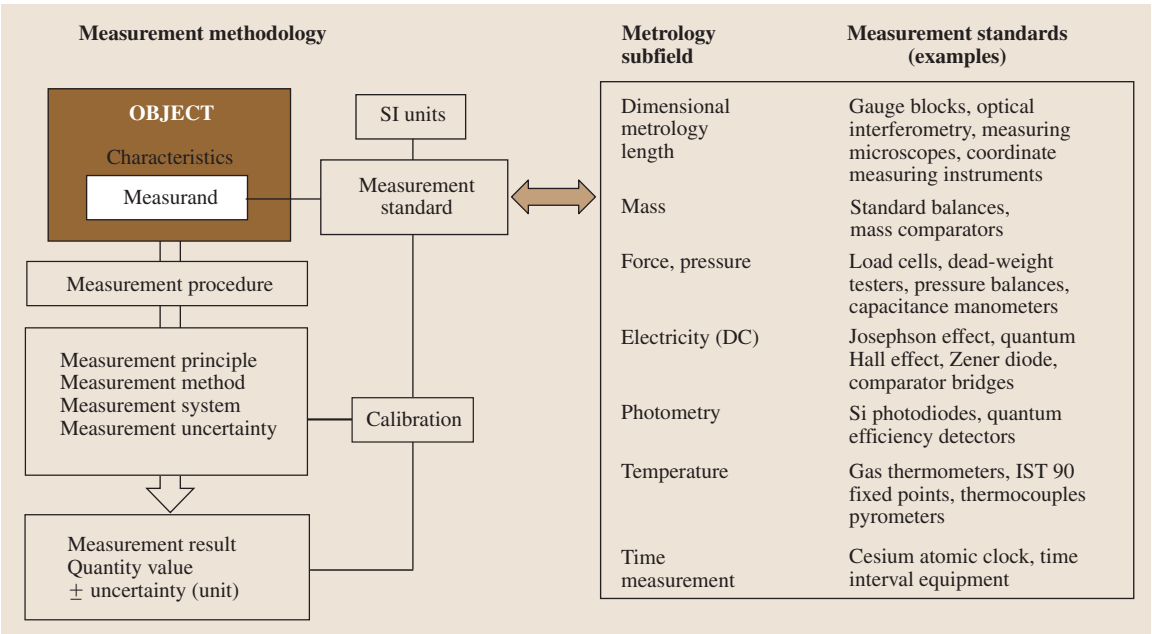 Measurement methodology
OBJECT
Characteristics
Measurand
SI units
Measurement
standard
Measurement procedure
Measurement principle
Measurement method
Measurement system
Measurement uncertainty
Calibration
Measurement result
Quantity value
± uncertainty (unit)
Metrology
subfield
Measurement standards
(examples)
Dimensional
metrology
length
Gauge blocks, optical
interferometry, measuring
microscopes, coordinate
measuring instruments
Mass
Standard balances,
mass comparators
Force, pressure
Load cells, dead-weight
testers, pressure balances,
capacitance manometers
Electricity (DC)
Josephson effect, quantum
Hall effect, Zener diode,
comparator bridges
Photometry
Si photodiodes, quantum
efficiency detectors
Temperature
Gas thermometers, IST 90
fixed points, thermocouples
pyrometers
Time
measurement
Cesium atomic clock, time
interval equipment